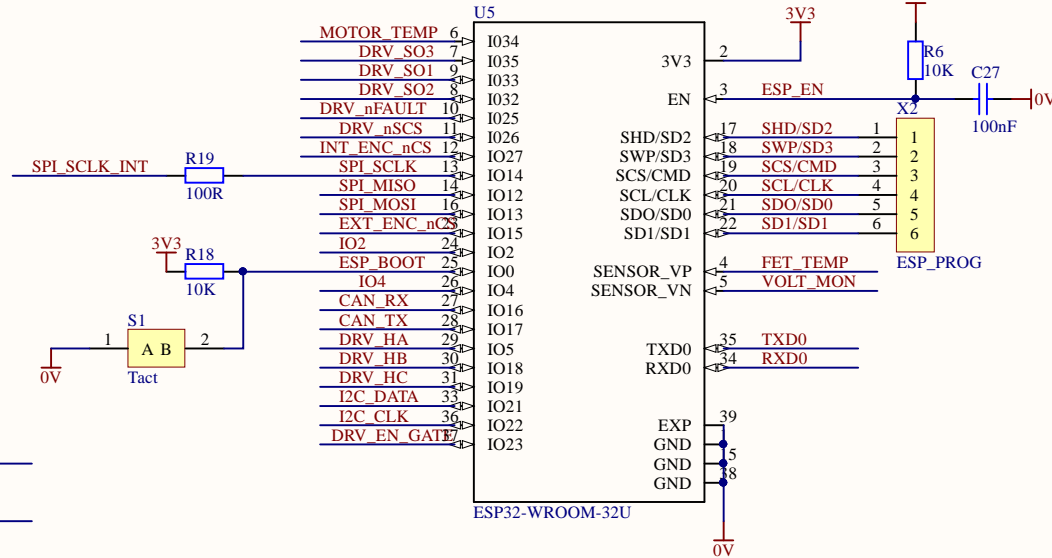 U5
MOTOR_TEMP 6 I034
DRV_SO3 7 I035
DRV_SO1 9 I033
DRV_SO2 8 I032
DRV_nFAULT 10 I025
DRV_nSCS 11 I026
INT_ENC_nCS 12 IO27
SPI_SCLK_INT R19 100R SPI_SCLK 13 IO14
SPI_MISO 14 IO12
SPI_MOSI 16 IO13
EXT_ENC_nCS 23 IO15
IO2 24 IO2
3V3 R18 10K ESP_BOOT 25 IO0
IO4 26 IO4
CAN_RX 27 IO16
CAN_TX 28 IO17
DRV_HA 29 IO5
DRV_HB 30 IO18
DRV_HC 31 IO19
I2C_DATA 33 IO21
I2C_CLK 36 IO22
DRV_EN_GATE 37 IO23
S1
1 A B 2
Tact
0V
3V3
3V3 2
EN 3 ESP_EN
R6
10K
C27
100nF
0V
X2
SHD/SD2 17 SHD/SD2 1 1
SWP/SD3 18 SWP/SD3 2 2
SCS/CMD 19 SCS/CMD 3 3
SCL/CLK 20 SCL/CLK 4 4
SDO/SD0 21 SDO/SD0 5 5
SD1/SD1 22 SD1/SD1 6 6
ESP_PROG
SENSOR_VP 4 FET_TEMP
SENSOR_VN 5 VOLT_MON
TXD0 35 TXD0
RXD0 34 RXD0
EXP 39
GND
GND
GND 38
ESP32-WROOM-32U
0V